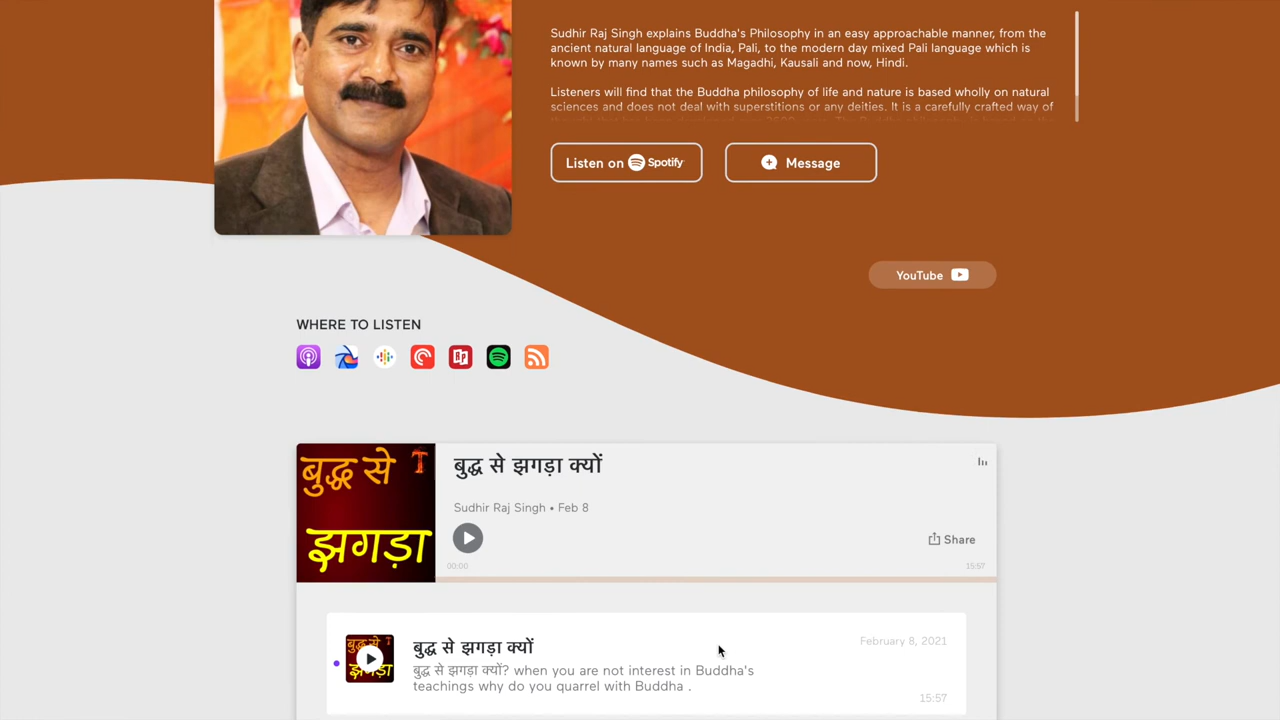 Sudhir Raj Singh explains Buddha's Philosophy in an easy approachable manner, from the
ancient natural language of India, Pali, to the modern day mixed Pali language which is
known by many names such as Magadhi, Kausali and now, Hindi.
Listeners will find that the Buddha philosophy of life and nature is based wholly on natural
sciences and does not deal with superstitions or any deities. It is a carefully crafted way of
Listen on Spotify
Message
YouTube
WHERE TO LISTEN
बुद्ध से T
झगड़ा
बुद्ध से झगड़ा क्यों
Sudhir Raj Singh • Feb 8
Share
00:00
15:57
बुद्ध से T
झगड़ा
बुद्ध से झगड़ा क्यों
February 8, 2021
बुद्ध से झगड़ा क्यों? when you are not interest in Buddha's
teachings why do you quarrel with Buddha .
15:57